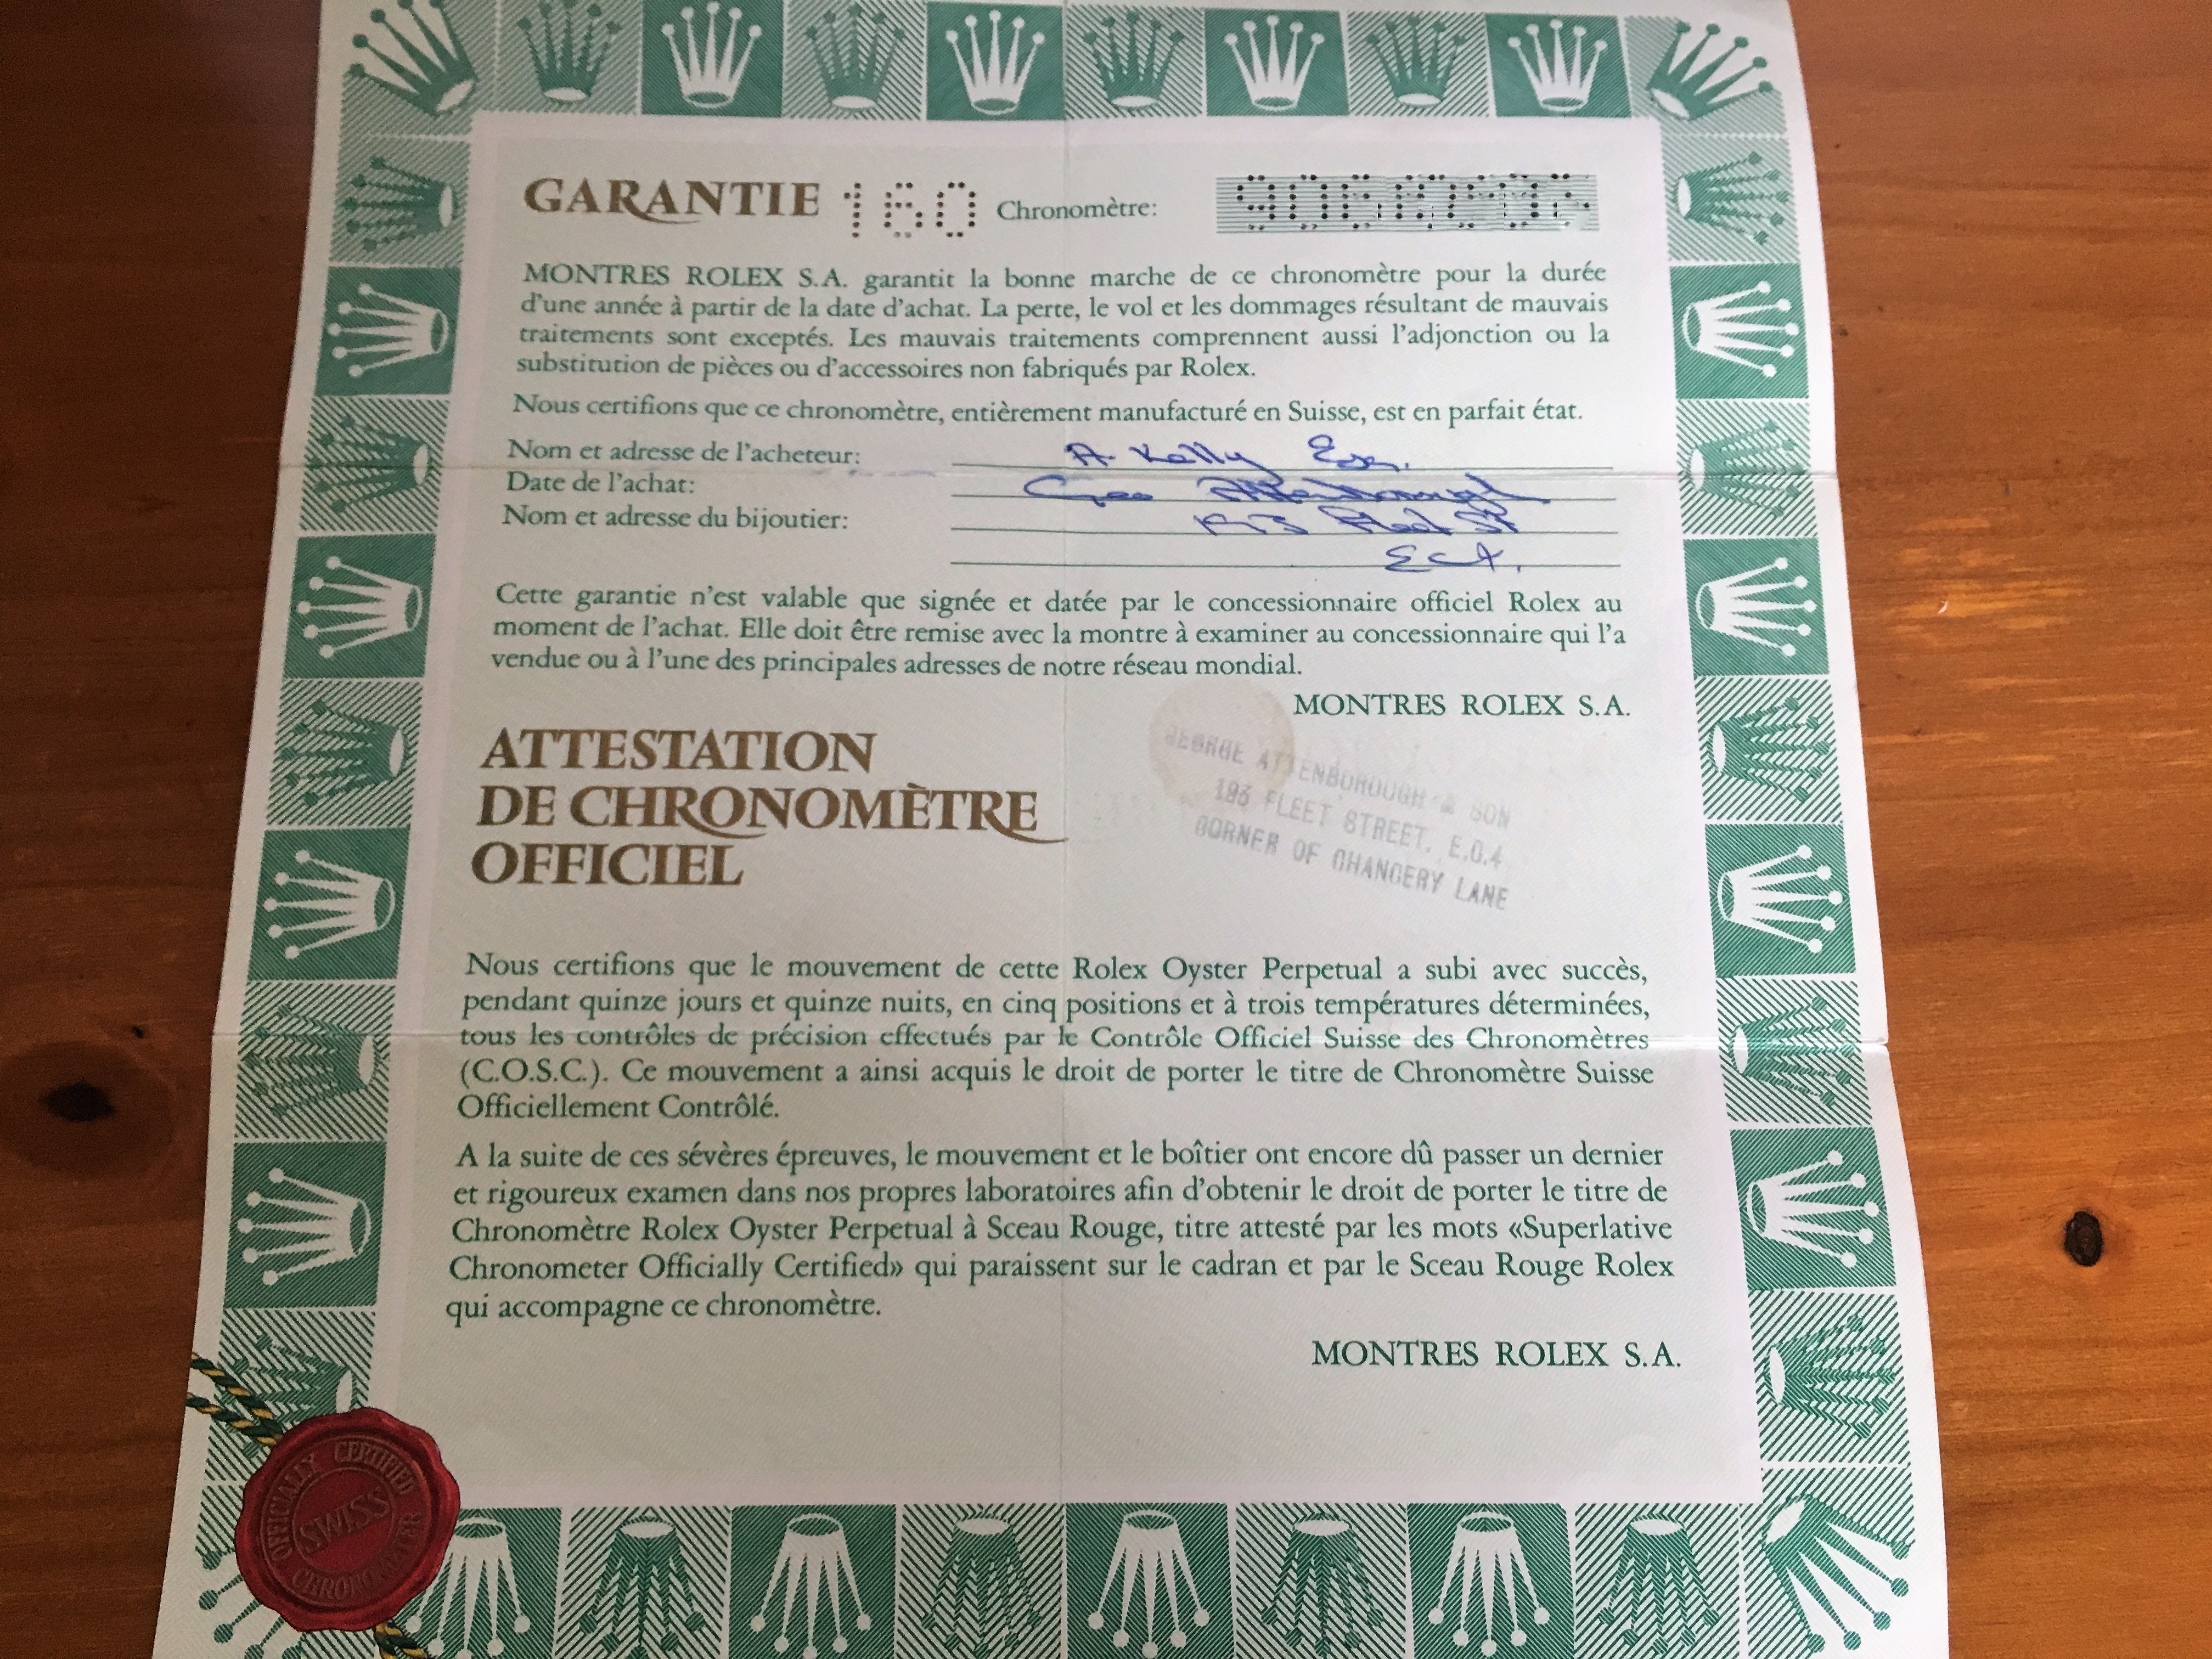 GARANTIE 160 Chronomètre:
MONTRES ROLEX S.A. garantit la bonne marche de ce chronomètre pour la durée
d'une année à partir de la date d'achat. La perte, le vol et les dommages résultant de mauvais
traitements sont exceptés. Les mauvais traitements comprennent aussi l'adjonction ou la
substitution de pièces ou d'accessoires non fabriqués par Rolex.
Nous certifions que ce chronomètre, entièrement manufacturé en Suisse, est en parfait état.
Nom et adresse de l'acheteur: A Kelly Esq.
Date de l'achat: Geo Attenborough
Nom et adresse du bijoutier: 193 Fleet St
EC4.
Cette garantie n'est valable que signée et datée par le concessionnaire officiel Rolex au
moment de l'achat. Elle doit être remise avec la montre à examiner au concessionnaire qui l'a
vendue ou à l'une des principales adresses de notre réseau mondial.
MONTRES ROLEX S.A.
GEORGE ATTENBOROUGH & SON
193 FLEET STREET, E.C.4
CORNER OF CHANCERY LANE
ATTESTATION
DE CHRONOMÈTRE
OFFICIEL
Nous certifions que le mouvement de cette Rolex Oyster Perpetual a subi avec succès,
pendant quinze jours et quinze nuits, en cinq positions et à trois températures déterminées,
tous les contrôles de précision effectués par le Contrôle Officiel Suisse des Chronomètres
(C.O.S.C.). Ce mouvement a ainsi acquis le droit de porter le titre de Chronomètre Suisse
Officiellement Contrôlé.
A la suite de ces sévères épreuves, le mouvement et le boîtier ont encore dû passer un dernier
et rigoureux examen dans nos propres laboratoires afin d'obtenir le droit de porter le titre de
Chronomètre Rolex Oyster Perpetual à Sceau Rouge, titre attesté par les mots «Superlative
Chronometer Officially Certified» qui paraissent sur le cadran et par le Sceau Rouge Rolex
qui accompagne ce chronomètre.
MONTRES ROLEX S.A.
OFFICIALLY CERTIFIED
SWISS
CHRONOMETER